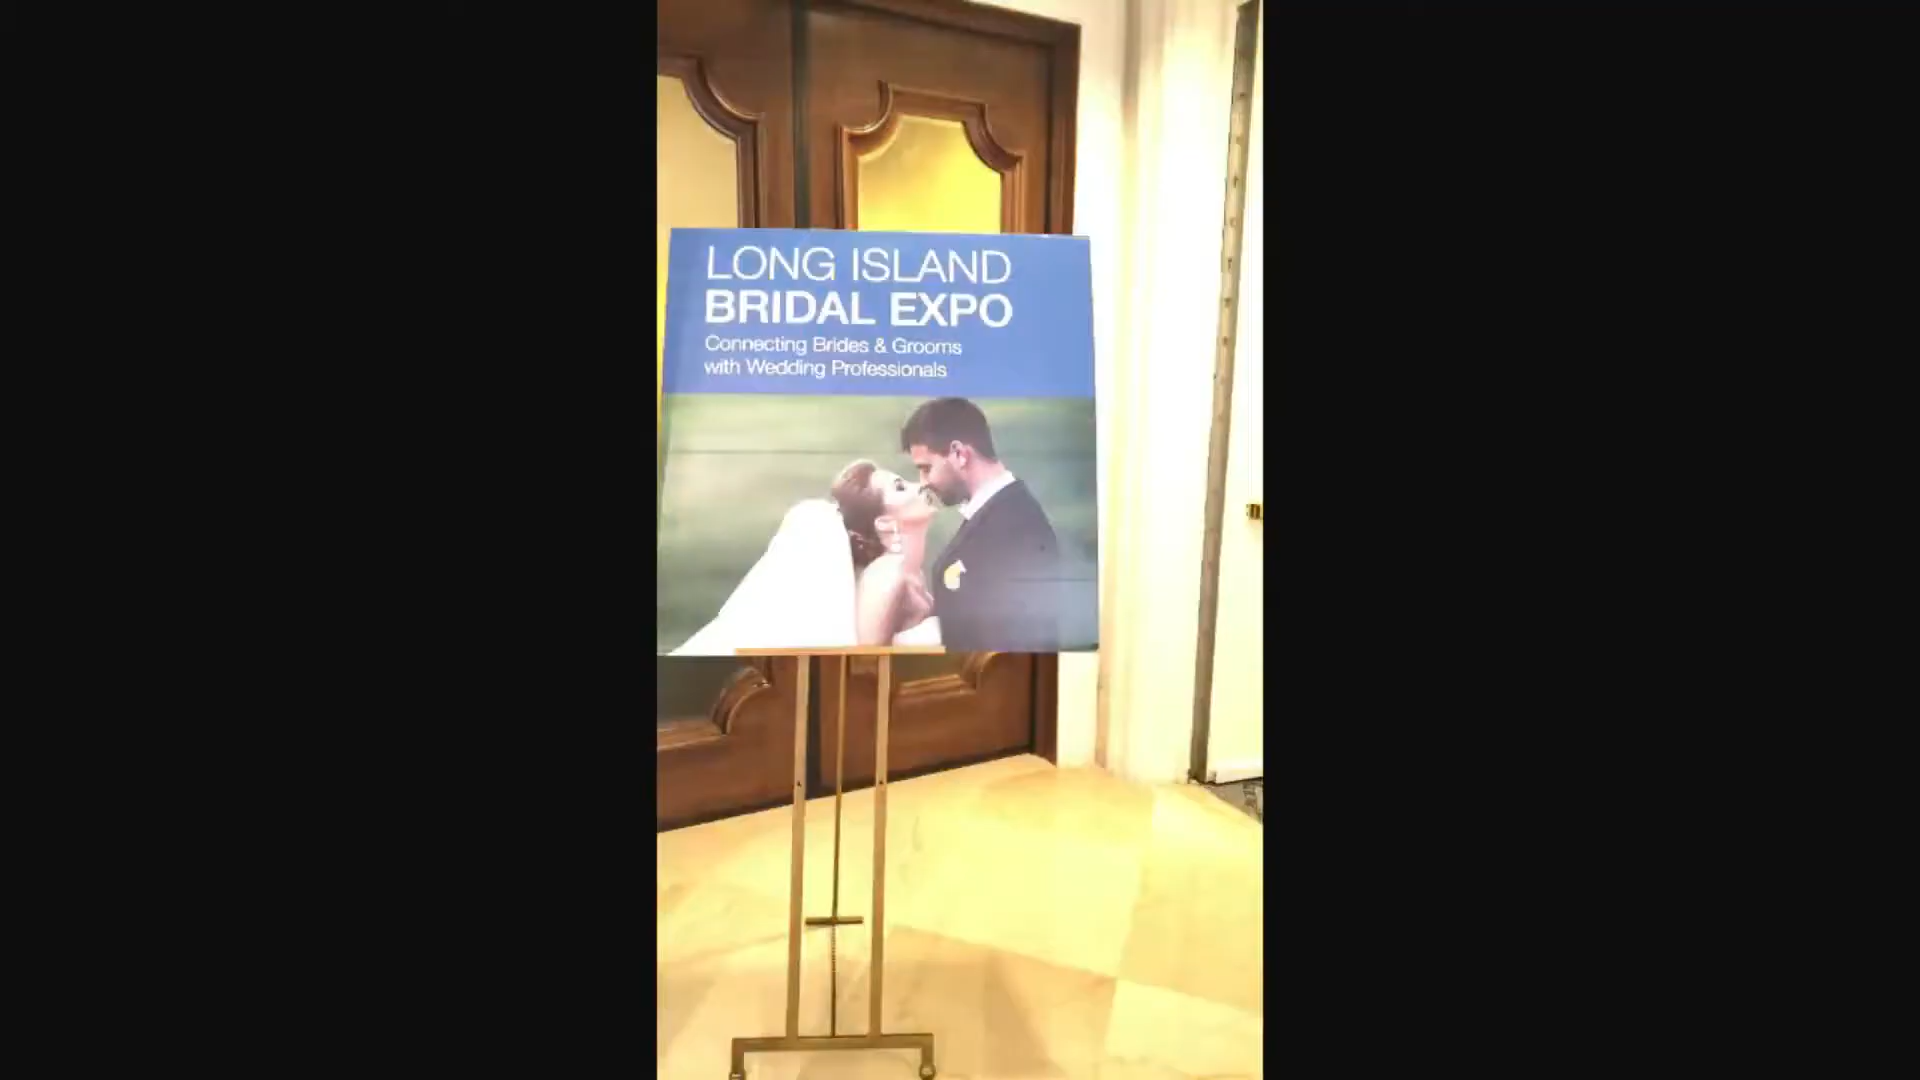 LONG ISLAND
BRIDAL EXPO
Connecting Brides & Grooms
with Wedding Professionals